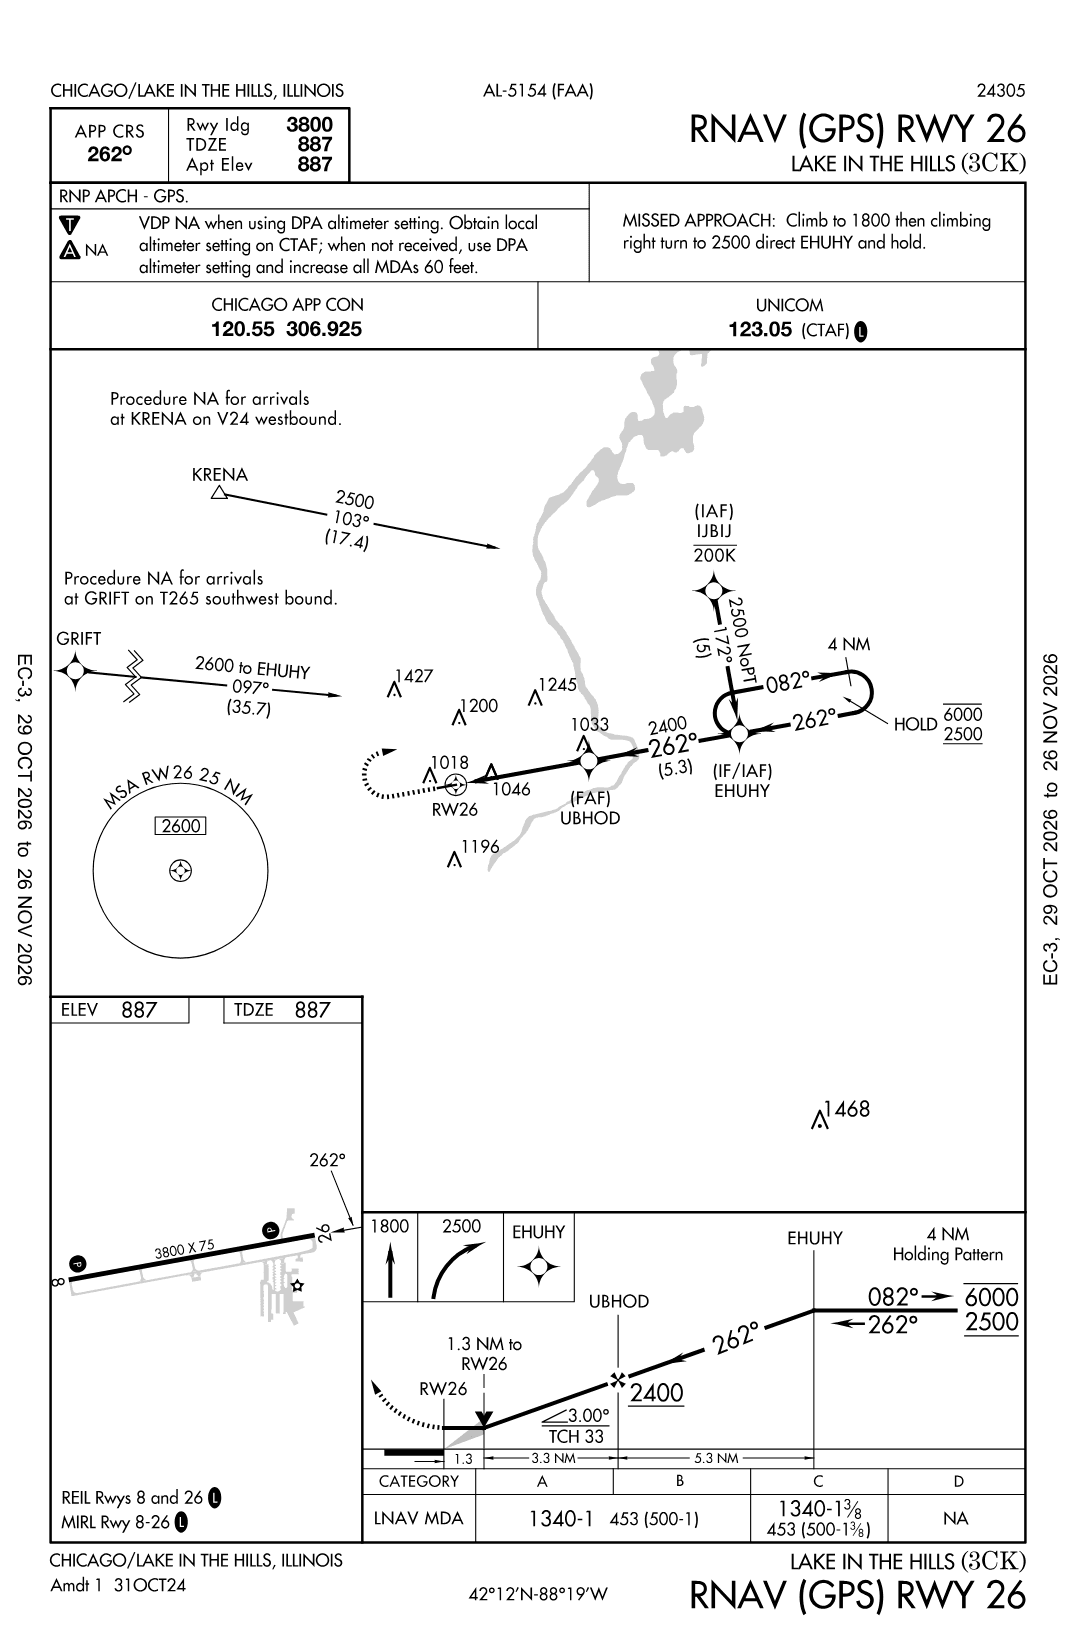 CHICAGO/LAKE IN THE HILLS, ILLINOIS
AL-5154 (FAA)
24305
APP CRS
262°
Rwy ldg 3800
TDZE 887
Apt Elev 887
RNAV (GPS) RWY 26
LAKE IN THE HILLS (3CK)
RNP APCH - GPS.
T
A NA
VDP NA when using DPA altimeter setting. Obtain local
altimeter setting on CTAF; when not received, use DPA
altimeter setting and increase all MDAs 60 feet.
MISSED APPROACH: Climb to 1800 then climbing
right turn to 2500 direct EHUHY and hold.
CHICAGO APP CON
120.55 306.925
UNICOM
123.05 (CTAF) L
Procedure NA for arrivals
at KRENA on V24 westbound.
KRENA
2500
103°
(17.4)
(IAF)
IJBIJ
200K
Procedure NA for arrivals
at GRIFT on T265 southwest bound.
GRIFT
2600 to EHUHY
097°
(35.7)
2500 NoPT
172°
(5)
4 NM
082°
262°
HOLD 6000
2500
1427
1200
1245
1033
2400
262°
(5.3)
(IF/IAF)
EHUHY
1018
1046
RW26
(FAF)
UBHOD
1196
MSA RW26 25 NM
2600
EC-3, 29 OCT 2026 to 26 NOV 2026
EC-3, 29 OCT 2026 to 26 NOV 2026
ELEV 887
TDZE 887
1468
262°
P
P
3800 X 75
8
26
REIL Rwys 8 and 26 L
MIRL Rwy 8-26 L
1800
2500
EHUHY
EHUHY
4 NM
Holding Pattern
UBHOD
082°
262°
6000
2500
262°
1.3 NM to
RW26
RW26
2400
3.00°
TCH 33
1.3
3.3 NM
5.3 NM
CATEGORY A B C D
LNAV MDA
1340-1 453 (500-1)
1340-1⅜
453 (500-1⅜)
NA
CHICAGO/LAKE IN THE HILLS, ILLINOIS
Amdt 1 31OCT24
42°12'N-88°19'W
LAKE IN THE HILLS (3CK)
RNAV (GPS) RWY 26